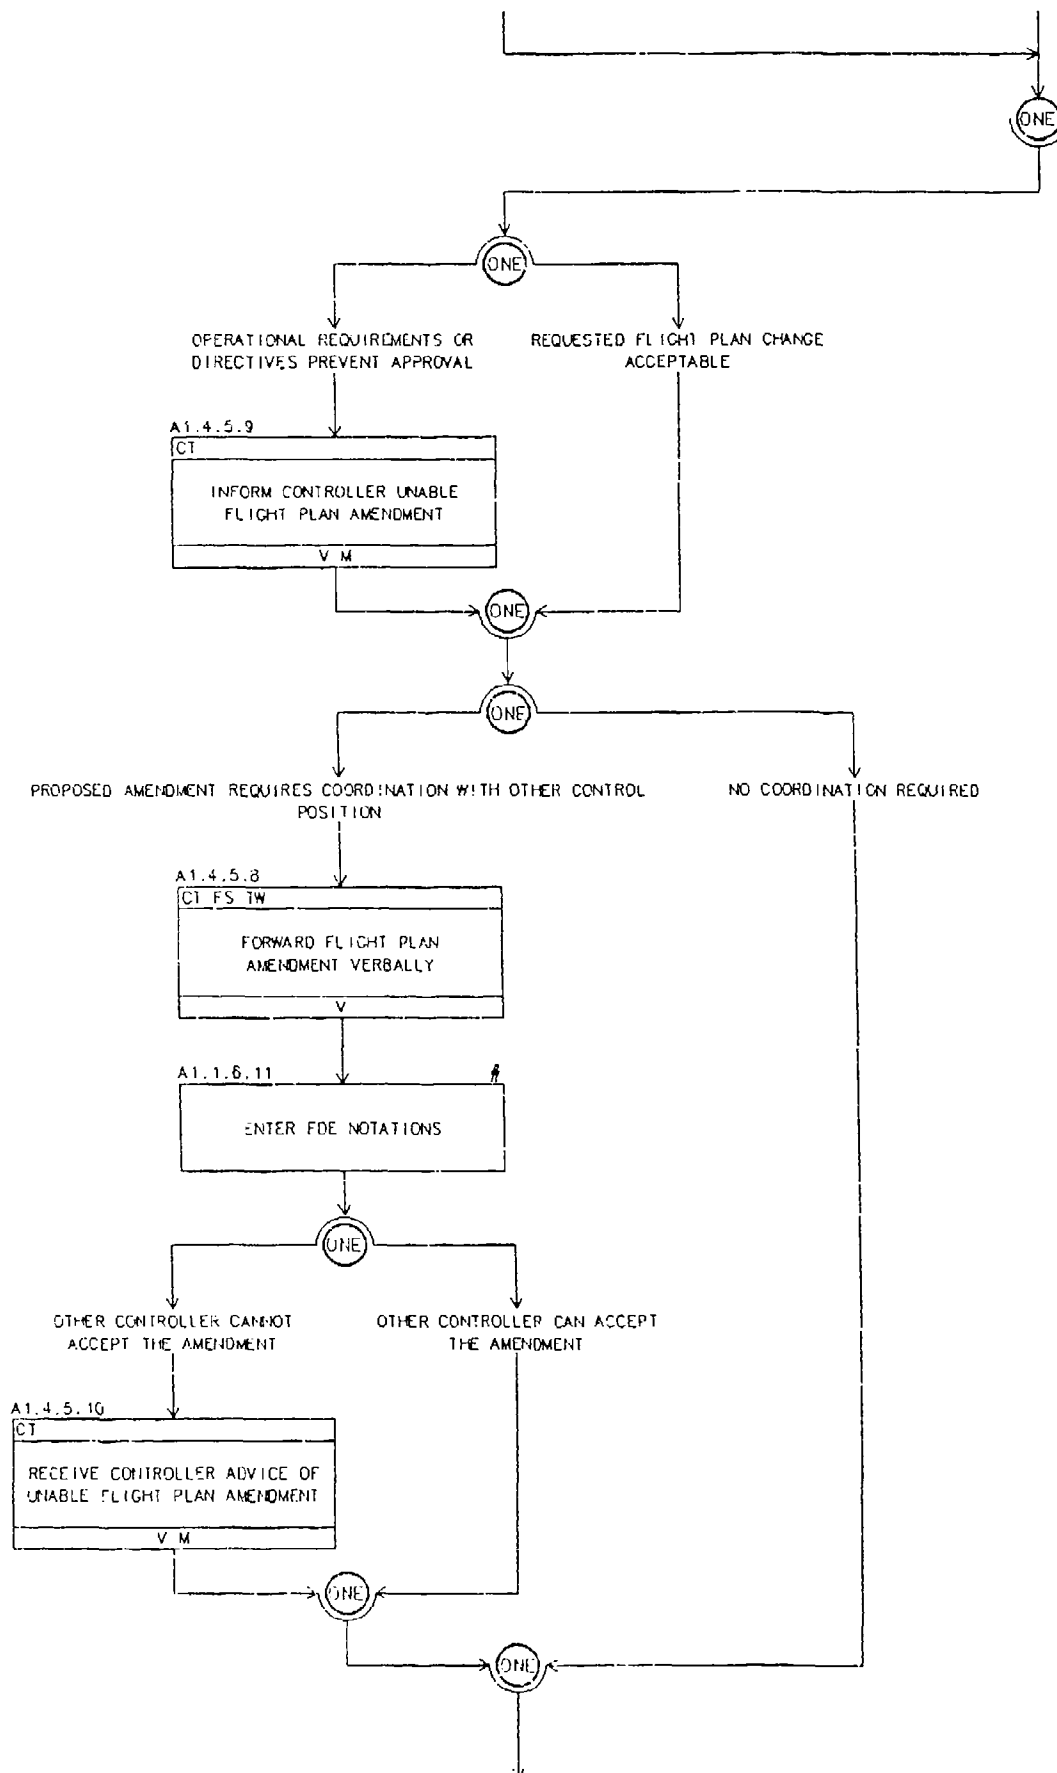 ONE
ONE
OPERATIONAL REQUIREMENTS OR
DIRECTIVES PREVENT APPROVAL
REQUESTED FLIGHT PLAN CHANGE
ACCEPTABLE
A1.4.5.9
CT
INFORM CONTROLLER UNABLE
FLIGHT PLAN AMENDMENT
V M
ONE
ONE
PROPOSED AMENDMENT REQUIRES COORDINATION WITH OTHER CONTROL
POSITION
NO COORDINATION REQUIRED
A1.4.5.8
CT FS TW
FORWARD FLIGHT PLAN
AMENDMENT VERBALLY
V
A1.1.6.11
ENTER FDE NOTATIONS
ONE
OTHER CONTROLLER CANNOT
ACCEPT THE AMENDMENT
OTHER CONTROLLER CAN ACCEPT
THE AMENDMENT
A1.4.5.10
CT
RECEIVE CONTROLLER ADVICE OF
UNABLE FLIGHT PLAN AMENDMENT
V M
ONE
ONE